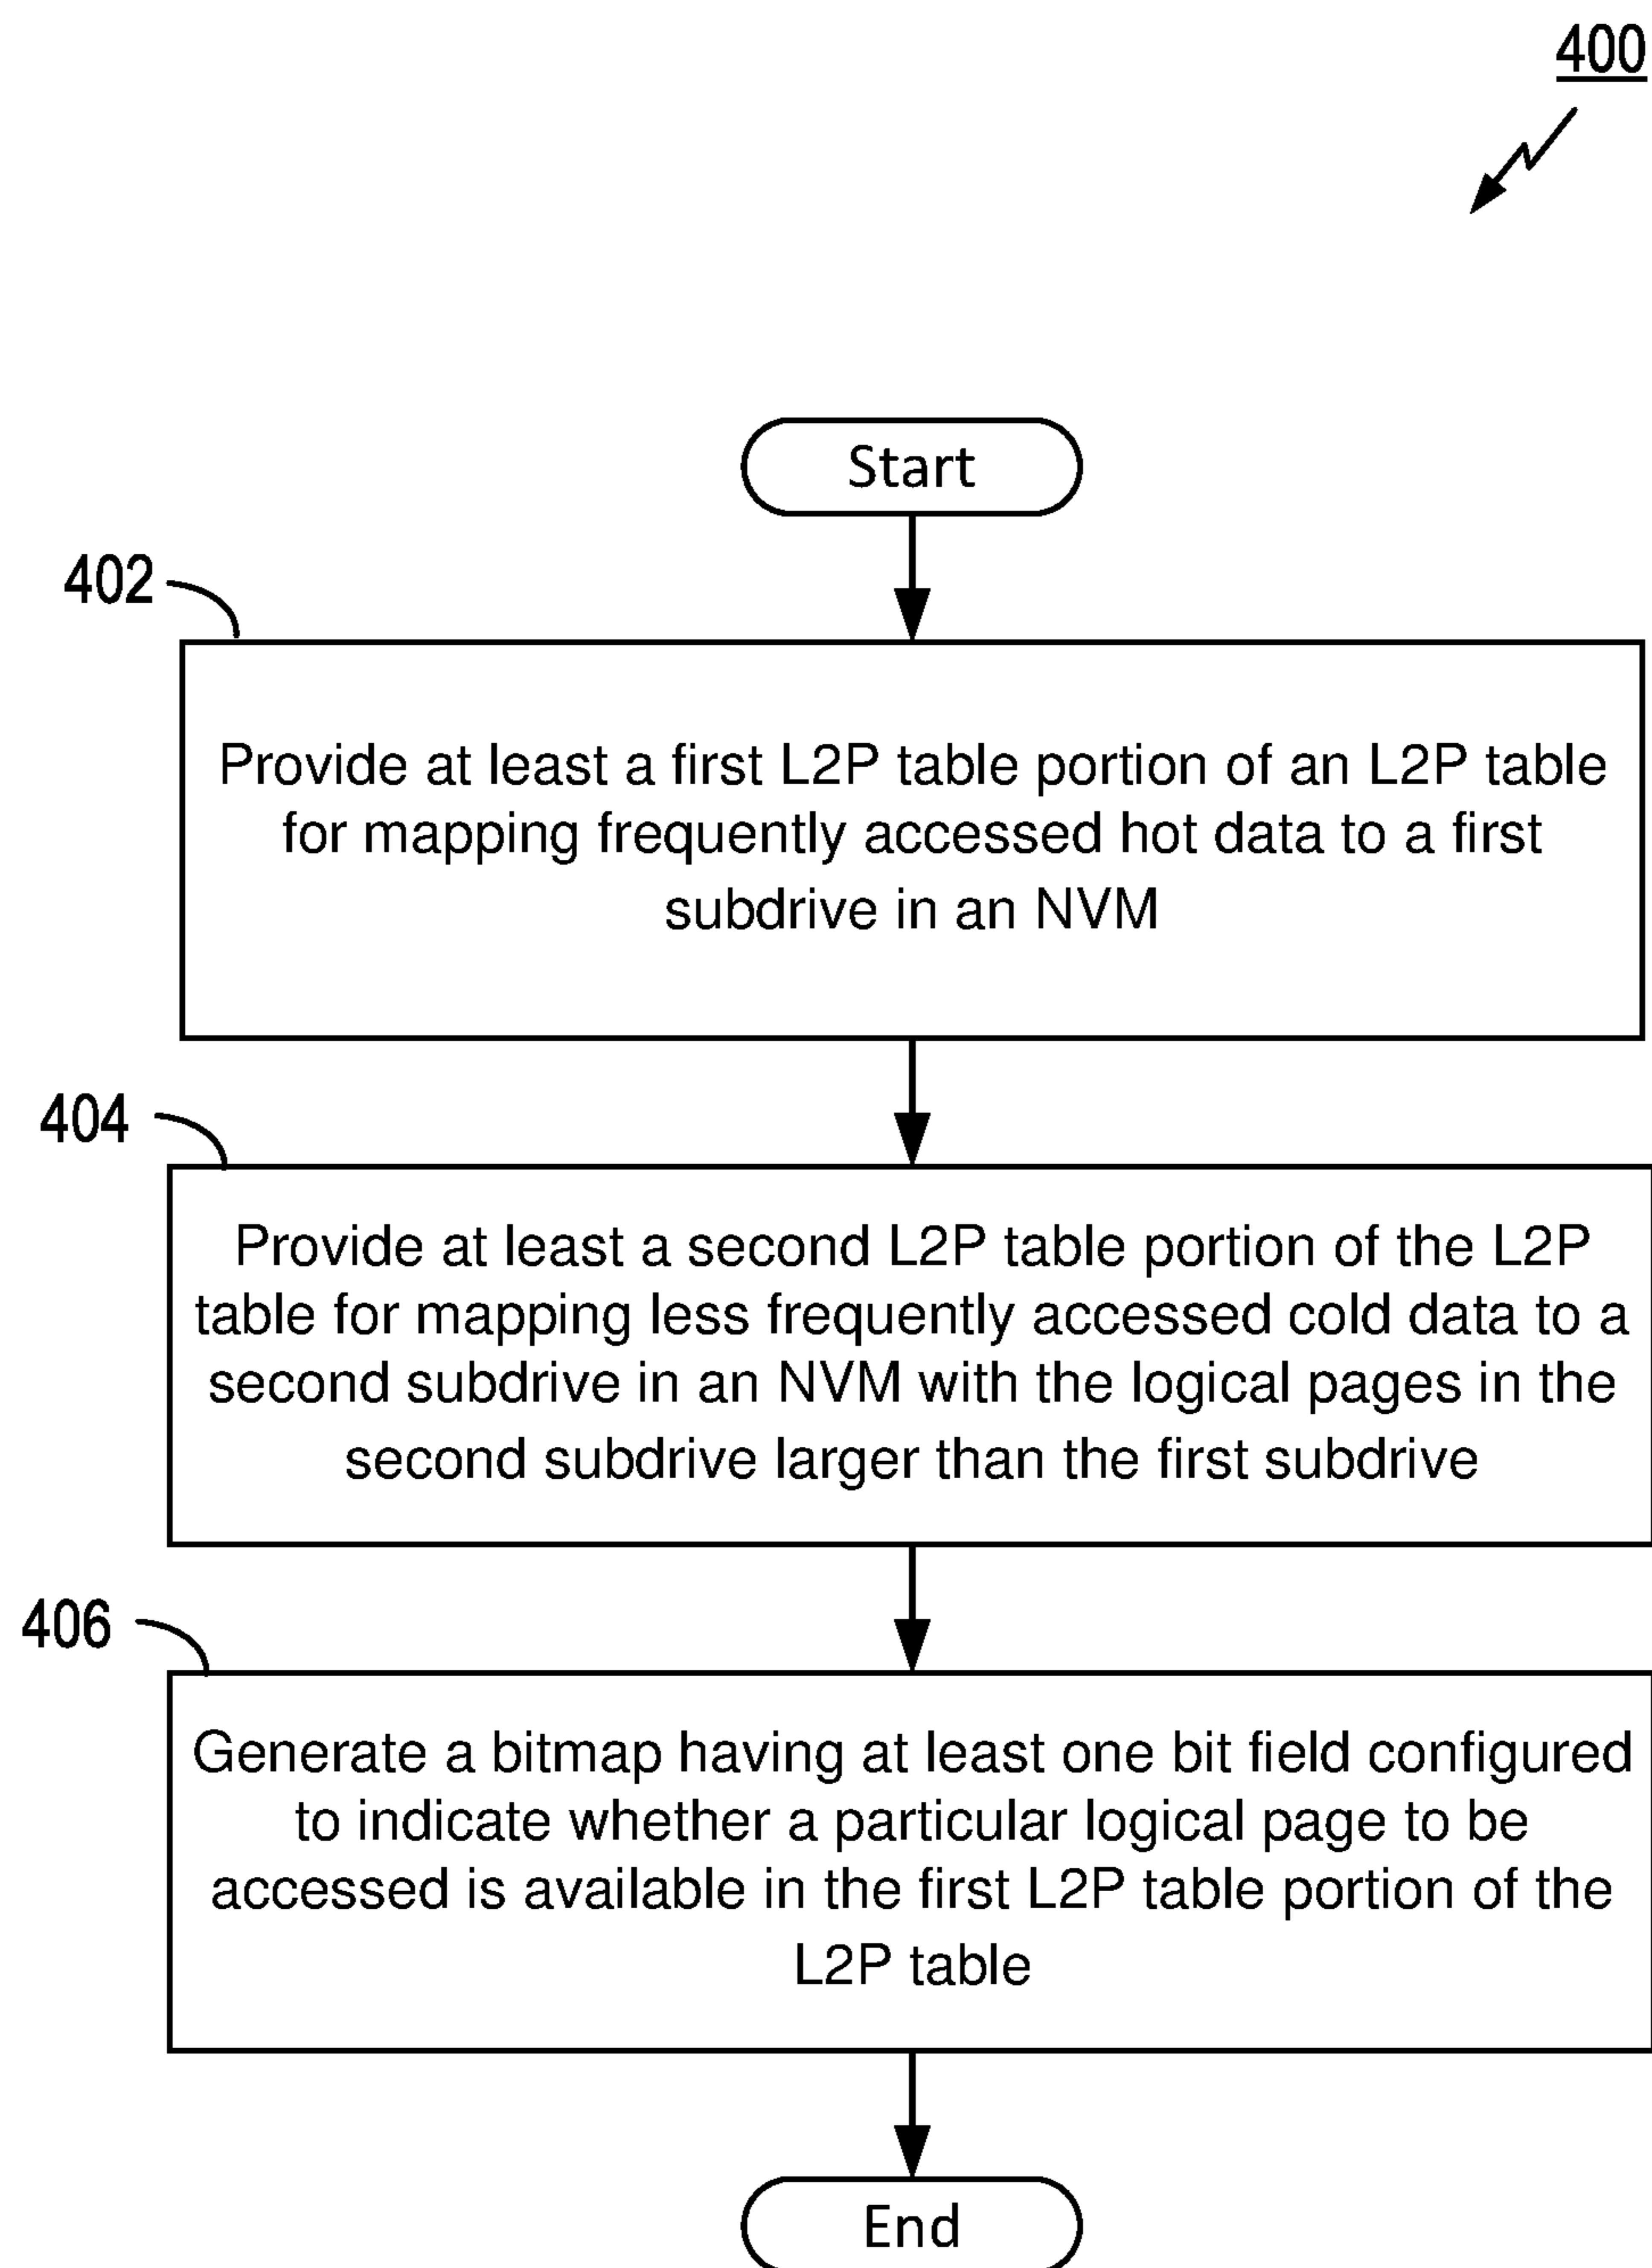 400
Start
402
Provide at least a first L2P table portion of an L2P table
for mapping frequently accessed hot data to a first
subdrive in an NVM
404
Provide at least a second L2P table portion of the L2P
table for mapping less frequently accessed cold data to a
second subdrive in an NVM with the logical pages in the
second subdrive larger than the first subdrive
406
Generate a bitmap having at least one bit field configured
to indicate whether a particular logical page to be
accessed is available in the first L2P table portion of the
L2P table
End